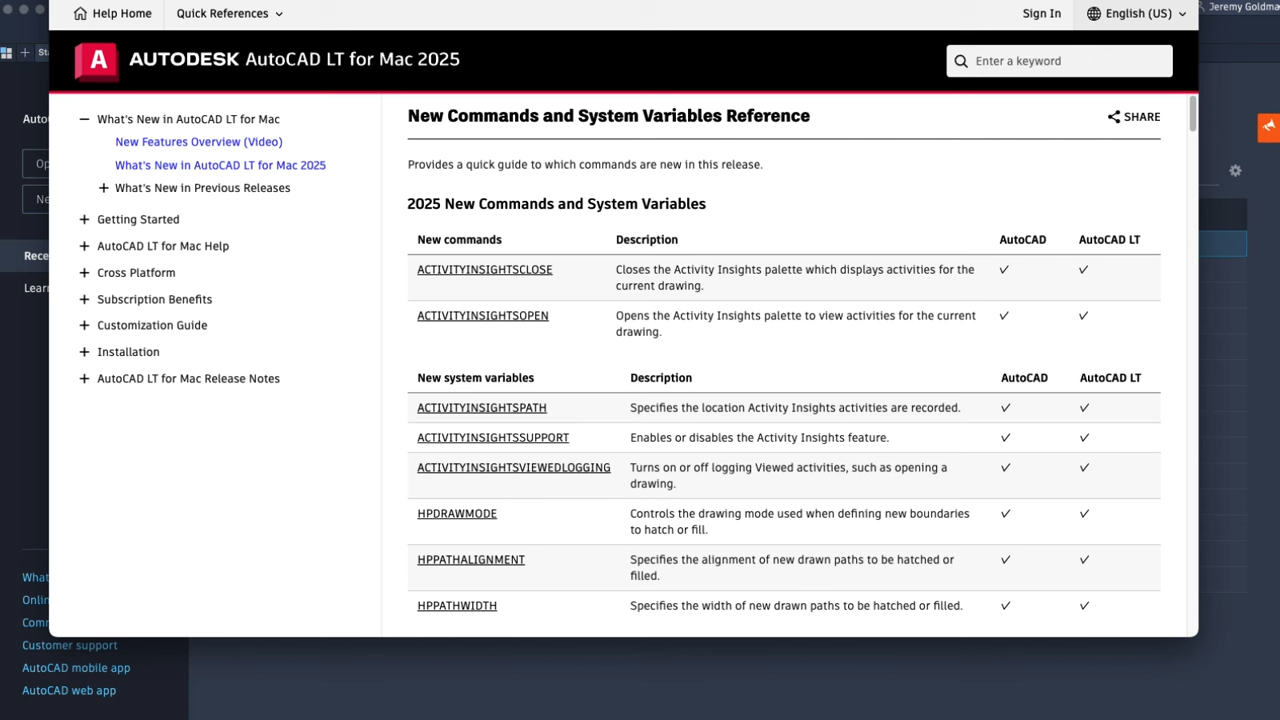 Help Home
Quick References
Sign In
English (US)
Jeremy Goldma
A
AUTODESK AutoCAD LT for Mac 2025
Enter a keyword
What's New in AutoCAD LT for Mac
New Features Overview (Video)
What's New in AutoCAD LT for Mac 2025
What's New in Previous Releases
Getting Started
AutoCAD LT for Mac Help
Cross Platform
Subscription Benefits
Customization Guide
Installation
AutoCAD LT for Mac Release Notes
New Commands and System Variables Reference
SHARE
Provides a quick guide to which commands are new in this release.
2025 New Commands and System Variables
New commands Description AutoCAD AutoCAD LT
ACTIVITYINSIGHTSCLOSE Closes the Activity Insights palette which displays activities for the ✓ ✓
current drawing.
ACTIVITYINSIGHTSOPEN Opens the Activity Insights palette to view activities for the current ✓ ✓
drawing.
New system variables Description AutoCAD AutoCAD LT
ACTIVITYINSIGHTSPATH Specifies the location Activity Insights activities are recorded. ✓ ✓
ACTIVITYINSIGHTSSUPPORT Enables or disables the Activity Insights feature. ✓ ✓
ACTIVITYINSIGHTSVIEWEDLOGGING Turns on or off logging Viewed activities, such as opening a ✓ ✓
drawing.
HPDRAWMODE Controls the drawing mode used when defining new boundaries ✓ ✓
to hatch or fill.
HPPATHALIGNMENT Specifies the alignment of new drawn paths to be hatched or ✓ ✓
filled.
HPPATHWIDTH Specifies the width of new drawn paths to be hatched or filled. ✓ ✓
Rece
Lear
What
Onlin
Com
Customer support
AutoCAD mobile app
AutoCAD web app